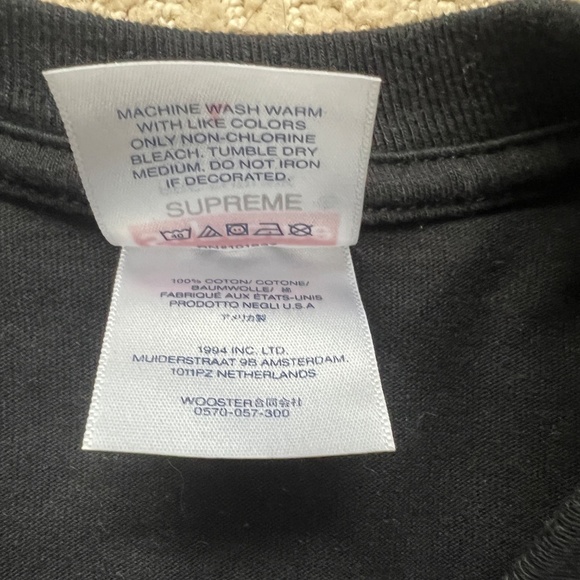 MACHINE WASH WARM
WITH LIKE COLORS
ONLY NON-CHLORINE
BLEACH. TUMBLE DRY
MEDIUM. DO NOT IRON
IF DECORATED.
SUPREME
40
100% COTON/ COTONE/
BAUMWOLLE/ 綿
FABRIQUÉ AUX ÉTATS-UNIS
PRODOTTO NEGLI U.S.A
アメリカ製
1994 INC. LTD.
MUIDERSTRAAT 9B AMSTERDAM,
1011PZ NETHERLANDS
WOOSTER合同会社
0570-057-300